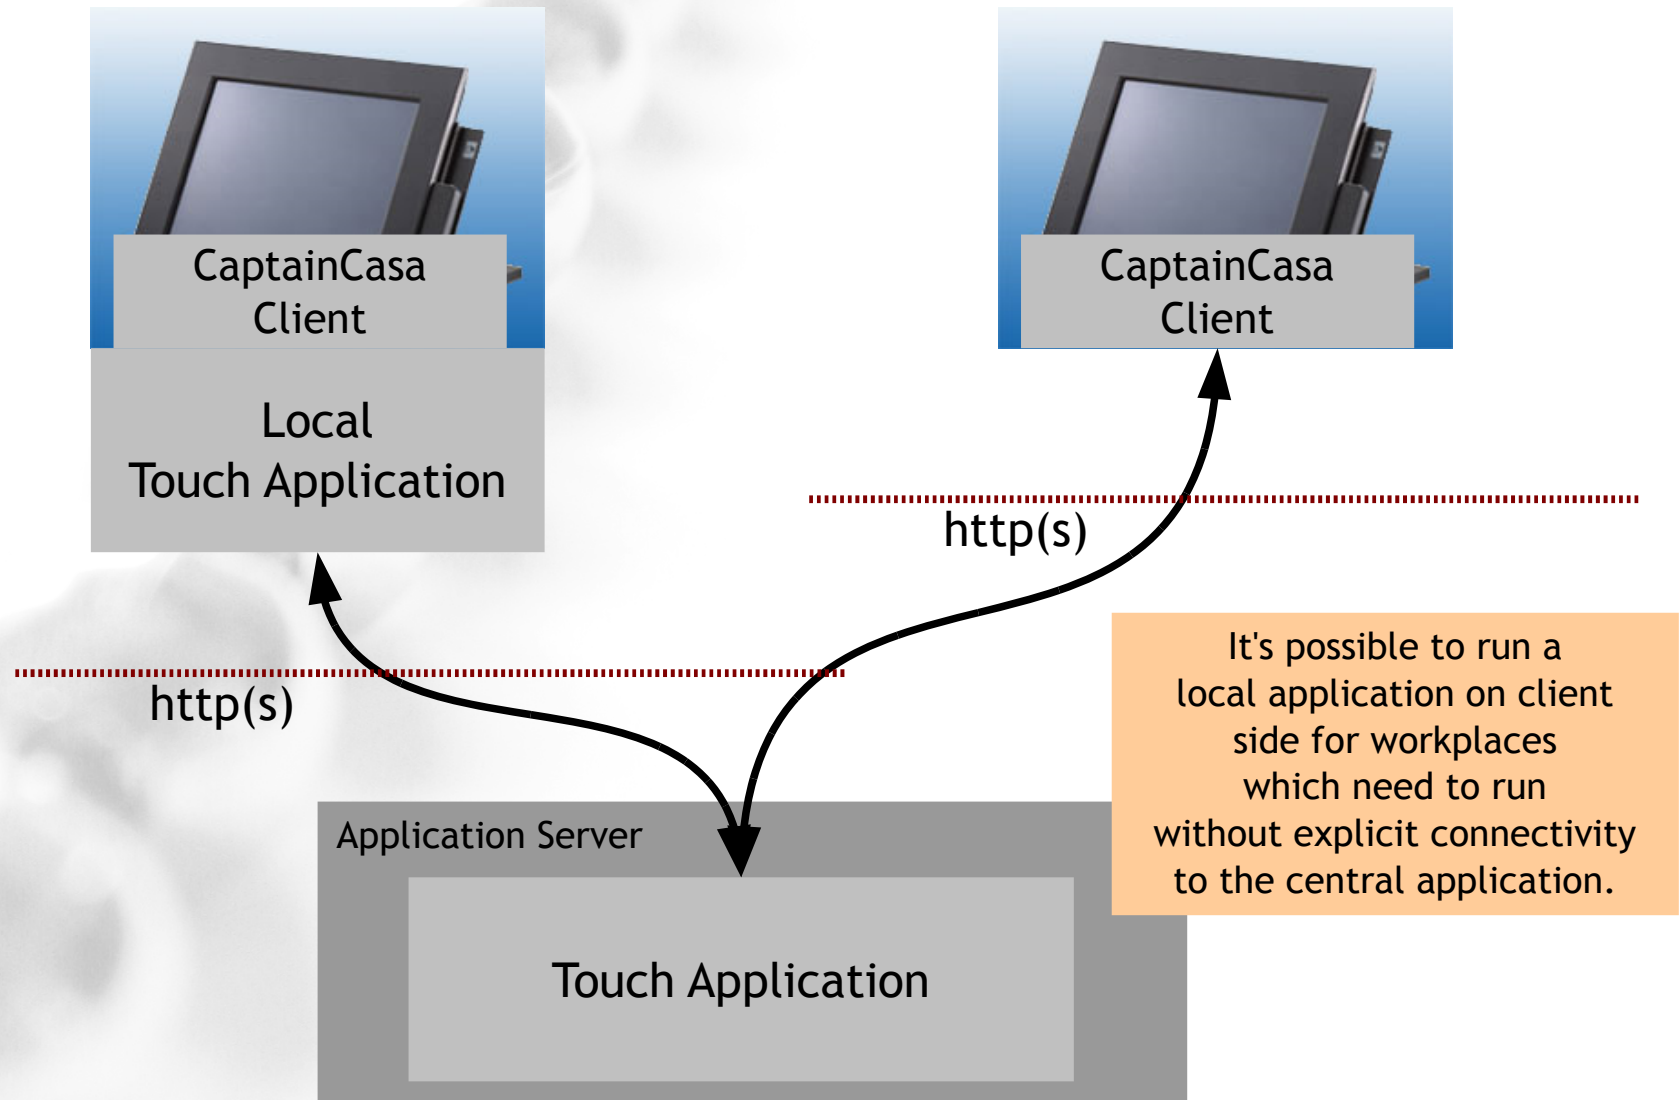 CaptainCasa
Client
Local
Touch Application
http(s)
CaptainCasa
Client
http(s)
It's possible to run a
local application on client
side for workplaces
which need to run
without explicit connectivity
to the central application.
Application Server
Touch Application